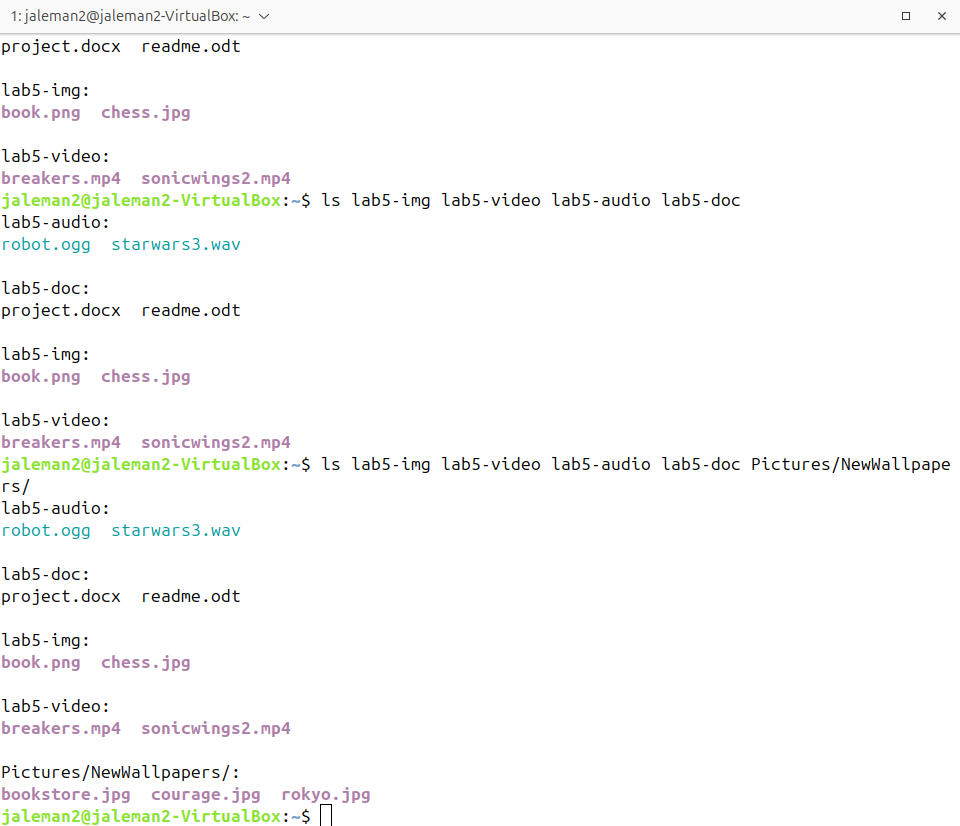 1: jaleman2@jaleman2-VirtualBox: ~
project.docx  readme.odt
lab5-img:
book.png  chess.jpg
lab5-video:
breakers.mp4  sonicwings2.mp4
jaleman2@jaleman2-VirtualBox:~$ ls lab5-img lab5-video lab5-audio lab5-doc
lab5-audio:
robot.ogg  starwars3.wav
lab5-doc:
project.docx  readme.odt
lab5-img:
book.png  chess.jpg
lab5-video:
breakers.mp4  sonicwings2.mp4
jaleman2@jaleman2-VirtualBox:~$ ls lab5-img lab5-video lab5-audio lab5-doc Pictures/NewWallpape
rs/
lab5-audio:
robot.ogg  starwars3.wav
lab5-doc:
project.docx  readme.odt
lab5-img:
book.png  chess.jpg
lab5-video:
breakers.mp4  sonicwings2.mp4
Pictures/NewWallpapers/:
bookstore.jpg  courage.jpg  rokyo.jpg
jaleman2@jaleman2-VirtualBox:~$